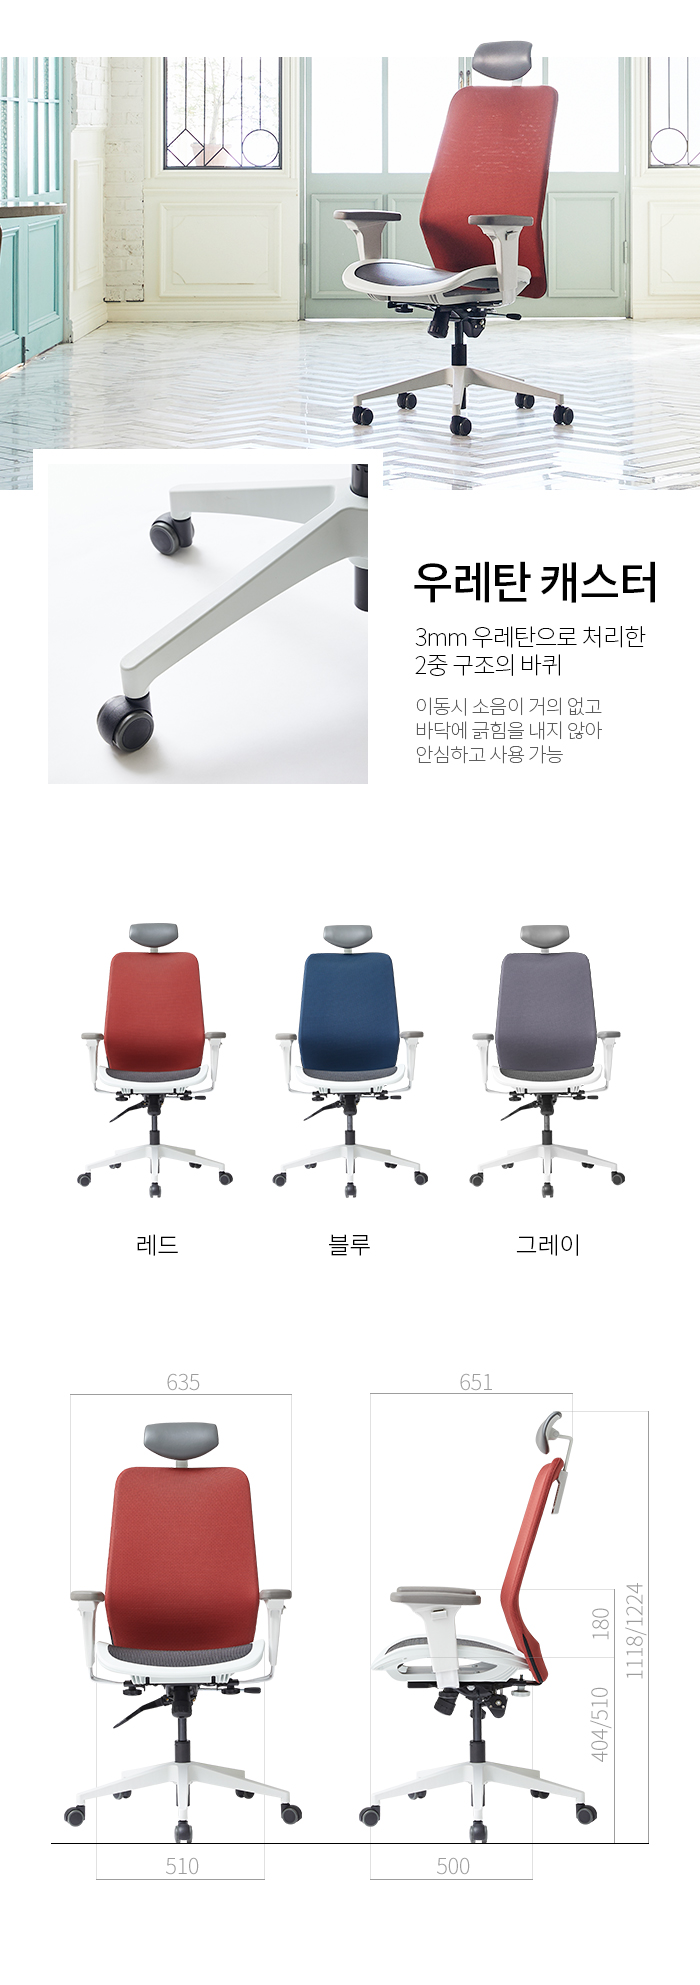 우레탄 캐스터
3mm 우레탄으로 처리한
2중 구조의 바퀴
이동시 소음이 거의 없고
바닥에 긁힘을 내지 않아
안심하고 사용 가능
레드
블루
그레이
635
651
180
1118/1224
404/510
510
500